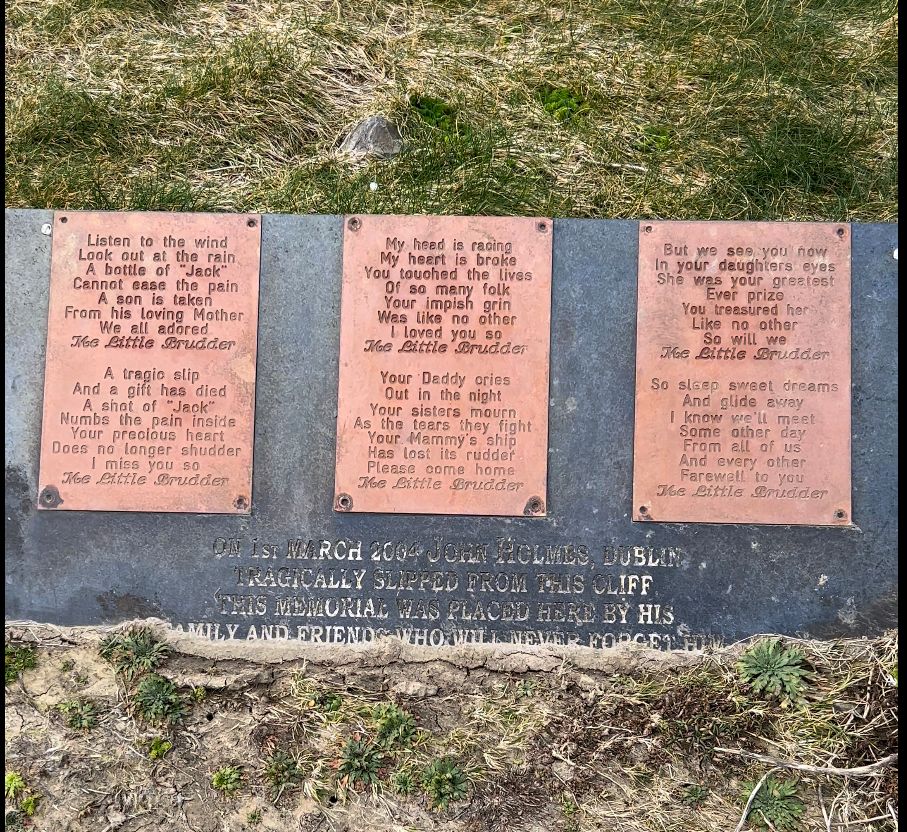 Listen to the wind
Look out at the rain
A bottle of "Jack"
Cannot ease the pain
A son is taken
From his loving Mother
We all adored
Me Little Brudder
A tragic slip
And a gift has died
A shot of "Jack"
Numbs the pain inside
Your precious heart
Does no longer shudder
I miss you so
Me Little Brudder
My head is racing
My heart is broke
You touched the lives
Of so many folk
Your impish grin
Was like no other
I loved you so
Me Little Brudder
Your Daddy cries
Out in the night
Your sisters mourn
As the tears they fight
Your Mammy's ship
Has lost its rudder
Please come home
Me Little Brudder
But we see you now
In your daughters eyes
She was your greatest
Ever prize
You treasured her
Like no other
So will we
Me Little Brudder
So sleep sweet dreams
And glide away
I know we'll meet
Some other day
From all of us
And every other
Farewell to you
Me Little Brudder
ON 1ST MARCH 2004 JOHN HOLMES, DUBLIN
TRAGICALLY SLIPPED FROM THIS CLIFF
THIS MEMORIAL WAS PLACED HERE BY HIS
FAMILY AND FRIENDS WHO WILL NEVER FORGET HIM